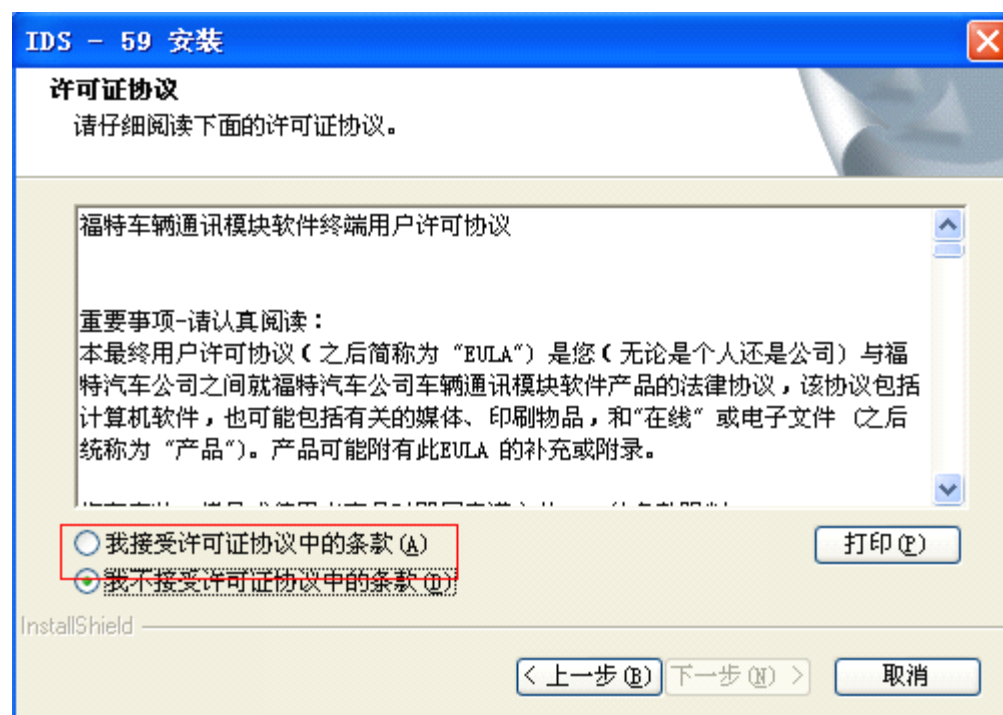 IDS - 59 安装
许可证协议
请仔细阅读下面的许可证协议。
福特车辆通讯模块软件终端用户许可协议
重要事项-请认真阅读：
本最终用户许可协议（之后简称为 “EULA”）是您（无论是个人还是公司）与福
特汽车公司之间就福特汽车公司车辆通讯模块软件产品的法律协议，该协议包括
计算机软件，也可能包括有关的媒体、印刷物品，和“在线” 或电子文件 （之后
统称为 “产品”）。产品可能附有此EULA 的补充或附录。
我接受许可证协议中的条款(A)
打印(P)
我不接受许可证协议中的条款(D)
InstallShield
< 上一步(B)
下一步(N) >
取消